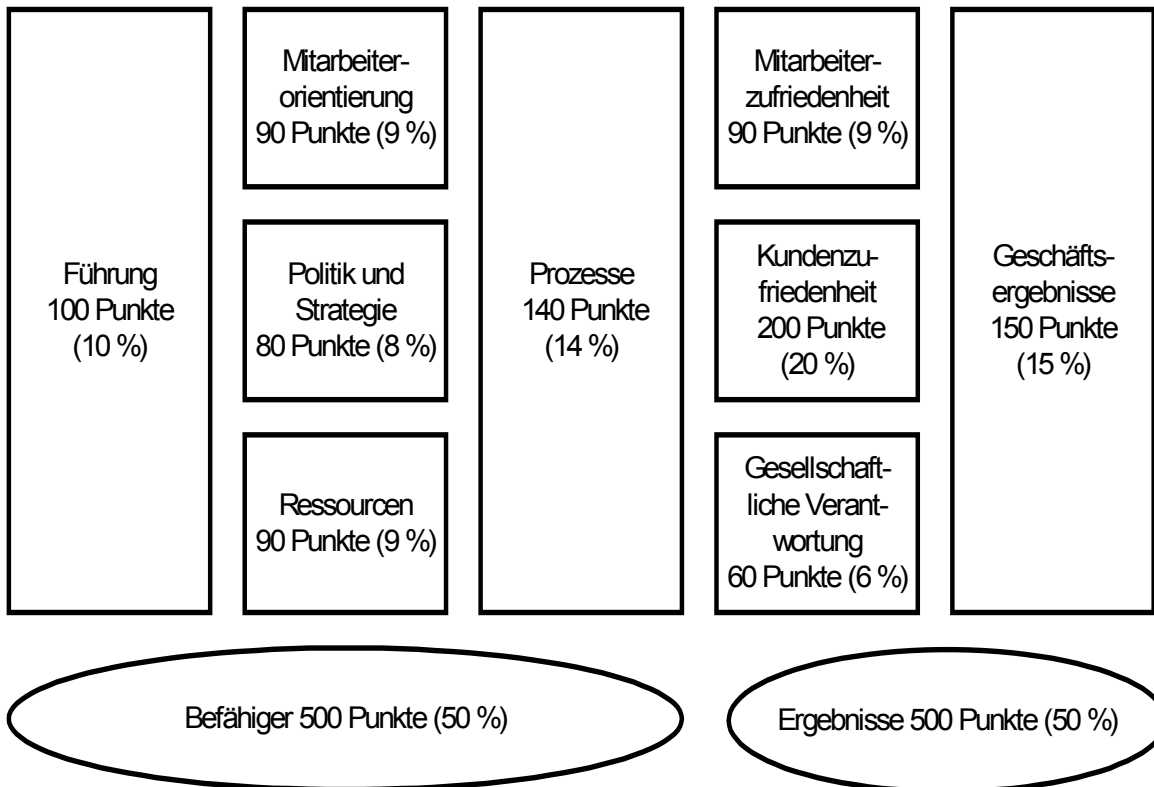 Führung
100 Punkte
(10 %)
Mitarbeiter-
orientierung
90 Punkte (9 %)
Politik und
Strategie
80 Punkte (8 %)
Ressourcen
90 Punkte (9 %)
Prozesse
140 Punkte
(14 %)
Mitarbeiter-
zufriedenheit
90 Punkte (9 %)
Kundenzu-
friedenheit
200 Punkte
(20 %)
Gesellschaft-
liche Verant-
wortung
60 Punkte (6 %)
Geschäfts-
ergebnisse
150 Punkte
(15 %)
Befähiger 500 Punkte (50 %)
Ergebnisse 500 Punkte (50 %)